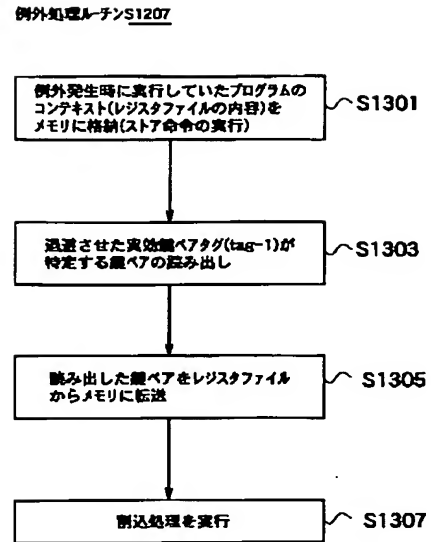 例外処理ルーチンS1207
例外発生時に実行していたプログラムの
コンテキスト(レジスタファイルの内容)を
メモリに格納(ストア命令の実行)
S1301
退避させた実効鍵ペアタグ(tag-1)が
特定する鍵ペアの読み出し
S1303
読み出した鍵ペアをレジスタファイル
からメモリに転送
S1305
割込処理を実行
S1307